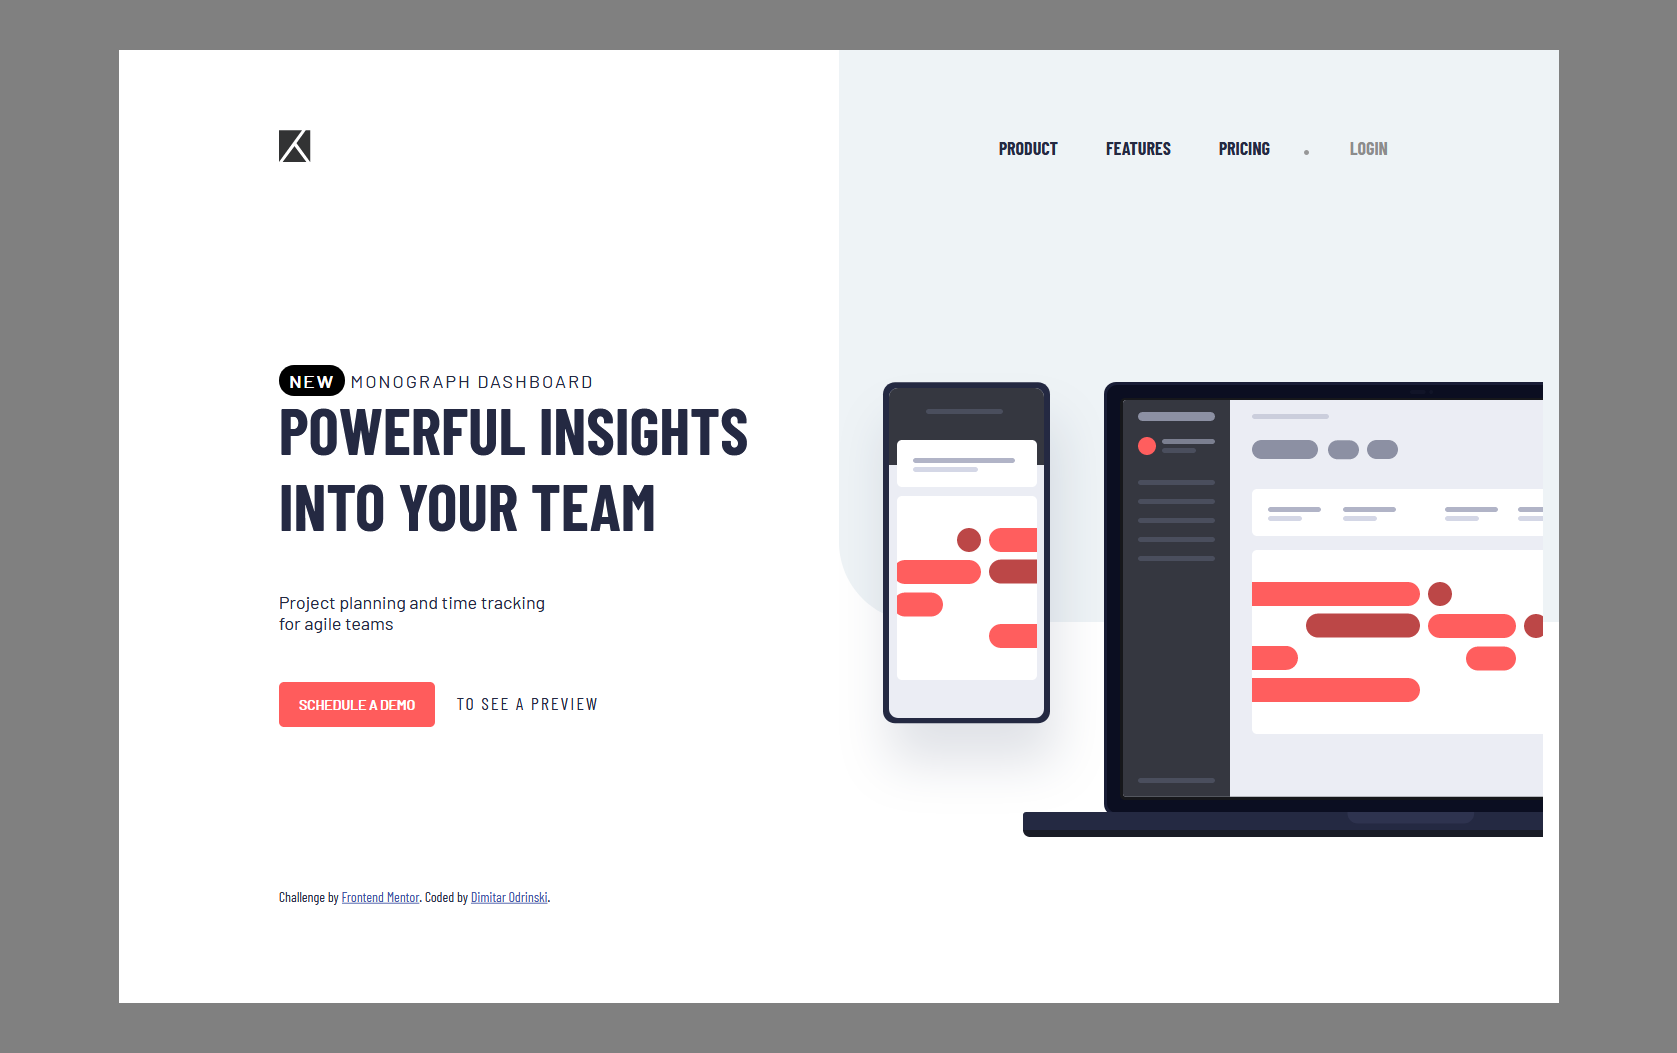 PRODUCT FEATURES PRICING • LOGIN
NEW MONOGRAPH DASHBOARD
POWERFUL INSIGHTS
INTO YOUR TEAM
Project planning and time tracking
for agile teams
SCHEDULE A DEMO TO SEE A PREVIEW
Challenge by Frontend Mentor. Coded by Dimitar Odrinski.